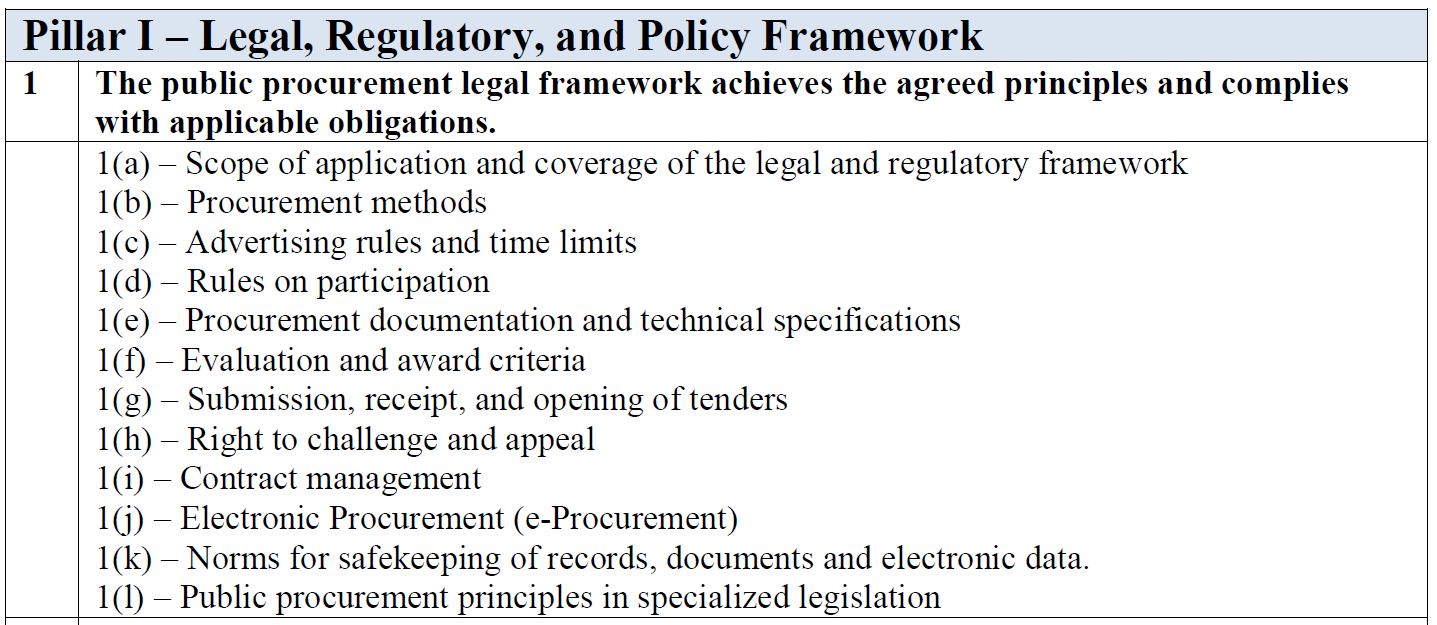 Pillar I – Legal, Regulatory, and Policy Framework
1 The public procurement legal framework achieves the agreed principles and complies
with applicable obligations.
1(a) – Scope of application and coverage of the legal and regulatory framework
1(b) – Procurement methods
1(c) – Advertising rules and time limits
1(d) – Rules on participation
1(e) – Procurement documentation and technical specifications
1(f) – Evaluation and award criteria
1(g) – Submission, receipt, and opening of tenders
1(h) – Right to challenge and appeal
1(i) – Contract management
1(j) – Electronic Procurement (e-Procurement)
1(k) – Norms for safekeeping of records, documents and electronic data.
1(l) – Public procurement principles in specialized legislation